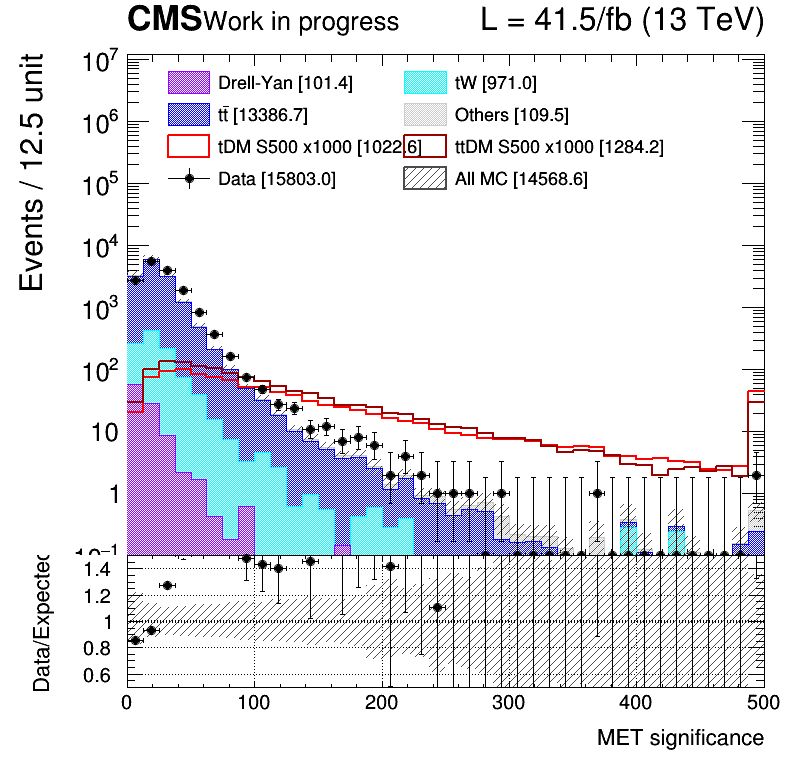 CMS Work in progress L = 41.5/fb (13 TeV)
Events / 12.5 unit
10⁷
10⁶
10⁵
10⁴
10³
10²
10
1
10⁻¹
Drell-Yan [101.4] tW [971.0]
tt̄ [13386.7] Others [109.5]
tDM S500 x1000 [1022.6] ttDM S500 x1000 [1284.2]
Data [15803.0] All MC [14568.6]
Data/Expected
1.4
1.2
1
0.8
0.6
0 100 200 300 400 500
MET significance